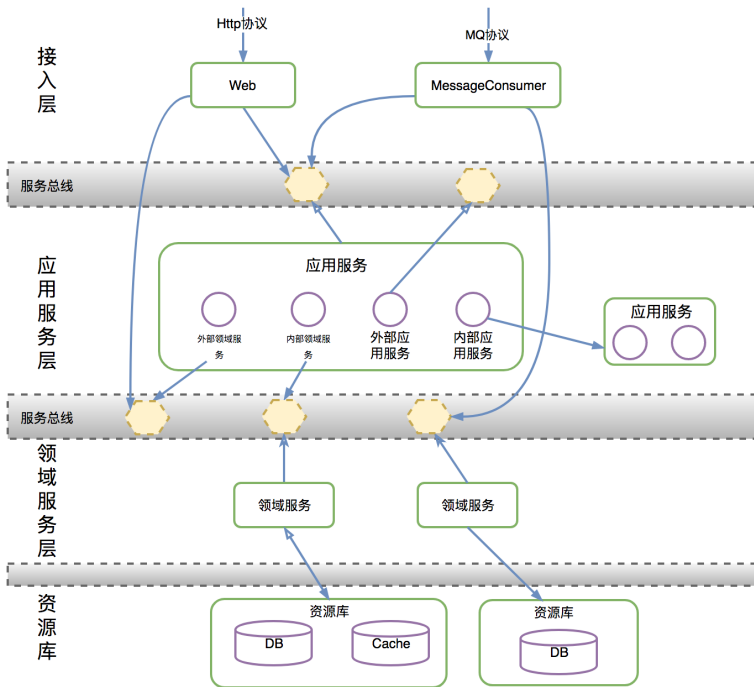 Http协议
MQ协议
接
入
层
Web
MessageConsumer
服务总线
应
用
服
务
层
应用服务
外部领域服
务
内部领域服
务
外部应
用服务
内部应
用服务
应用服务
服务总线
领
域
服
务
层
领域服务
领域服务
资
源
库
资源库
DB
Cache
资源库
DB